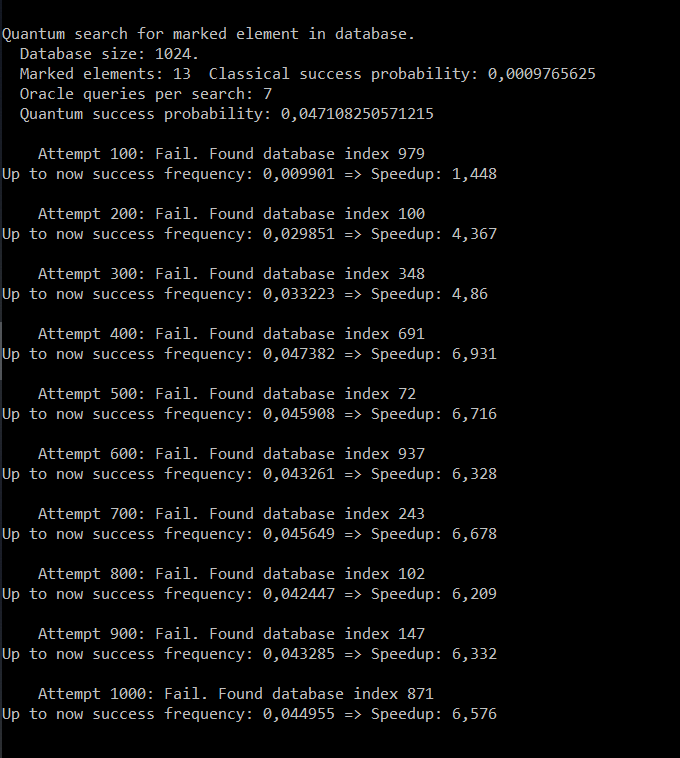 Quantum search for marked element in database.
Database size: 1024.
Marked elements: 13  Classical success probability: 0,0009765625
Oracle queries per search: 7
Quantum success probability: 0,047108250571215
Attempt 100: Fail. Found database index 979
Up to now success frequency: 0,009901 => Speedup: 1,448
Attempt 200: Fail. Found database index 100
Up to now success frequency: 0,029851 => Speedup: 4,367
Attempt 300: Fail. Found database index 348
Up to now success frequency: 0,033223 => Speedup: 4,86
Attempt 400: Fail. Found database index 691
Up to now success frequency: 0,047382 => Speedup: 6,931
Attempt 500: Fail. Found database index 72
Up to now success frequency: 0,045908 => Speedup: 6,716
Attempt 600: Fail. Found database index 937
Up to now success frequency: 0,043261 => Speedup: 6,328
Attempt 700: Fail. Found database index 243
Up to now success frequency: 0,045649 => Speedup: 6,678
Attempt 800: Fail. Found database index 102
Up to now success frequency: 0,042447 => Speedup: 6,209
Attempt 900: Fail. Found database index 147
Up to now success frequency: 0,043285 => Speedup: 6,332
Attempt 1000: Fail. Found database index 871
Up to now success frequency: 0,044955 => Speedup: 6,576